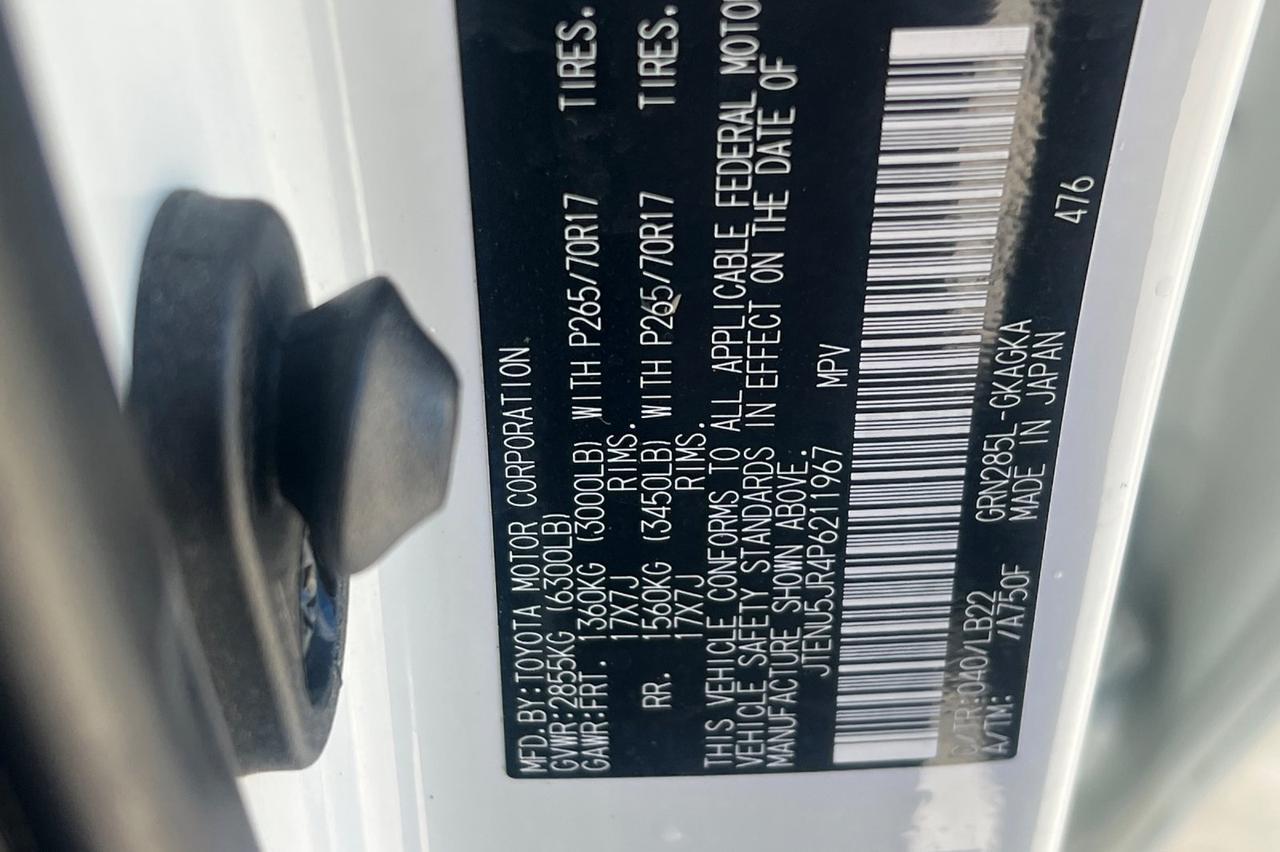 MFD.BY:TOYOTA MOTOR CORPORATION
GVWR:2855KG (6300LB)
GAWR:FRT. 1360KG (3000LB) WITH P265/70R17 TIRES.
17X7J RIMS.
RR. 1560KG (3450LB) WITH P265/70R17 TIRES.
17X7J RIMS.
THIS VEHICLE CONFORMS TO ALL APPLICABLE FEDERAL MOTO
VEHICLE SAFETY STANDARDS IN EFFECT ON THE DATE OF
MANUFACTURE SHOWN ABOVE.
JTENU5JR4P6211967 MPV
C/TR:040/LB22 GRN285L-GKAGKA 476
A/TM: /A750F MADE IN JAPAN